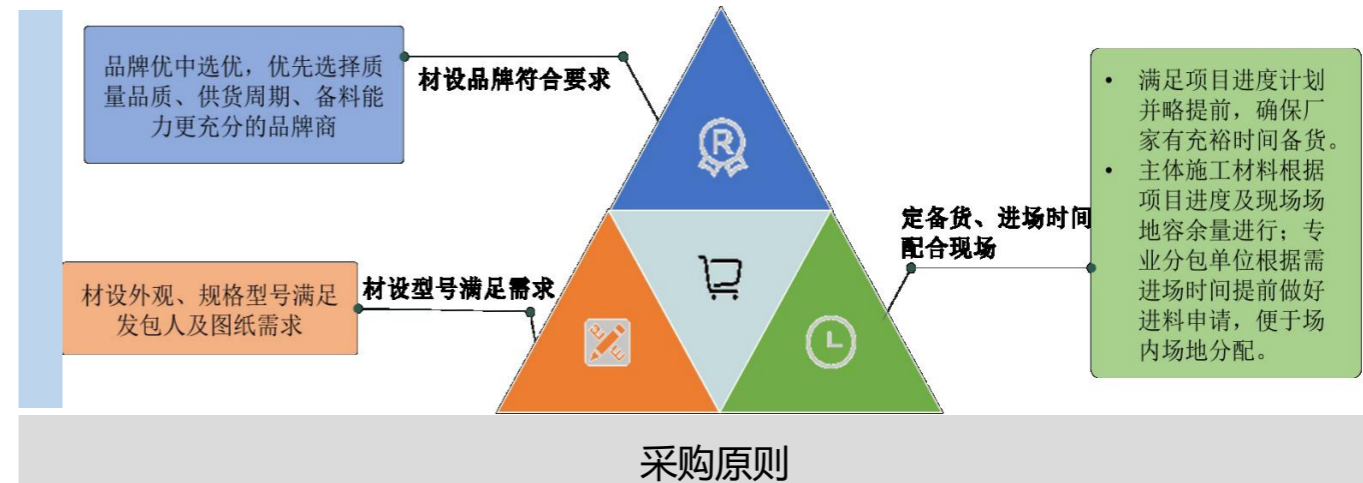 品牌优中选优，优先选择质
量品质、供货周期、备料能
力更充分的品牌商
材设品牌符合要求
R
材设外观、规格型号满足
发包人及图纸需求
材设型号满足需求
定备货、进场时间
配合现场
• 满足项目进度计划
并略提前，确保厂
家有充裕时间备货。
• 主体施工材料根据
项目进度及现场场
地容余量进行；专
业分包单位根据需
进场时间提前做好
进料申请，便于场
内场地分配。
采购原则